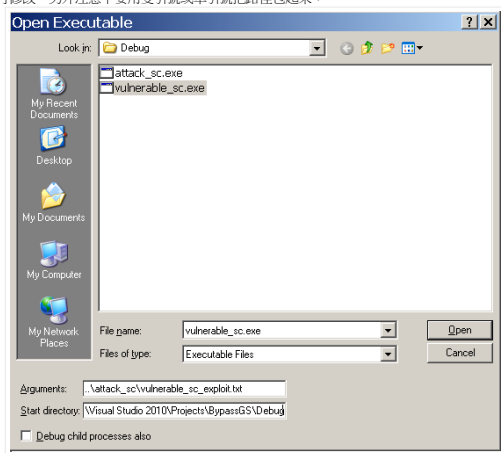 Open Executable
Look in: Debug
attack_sc.exe
vulnerable_sc.exe
My Recent
Documents
Desktop
My Documents
My Computer
My Network
Places
File name: vulnerable_sc.exe Open
Files of type: Executable Files Cancel
Arguments: ..\attack_sc\vulnerable_sc_exploit.txt
Start directory: \Visual Studio 2010\Projects\BypassGS\Debug
Debug child processes also